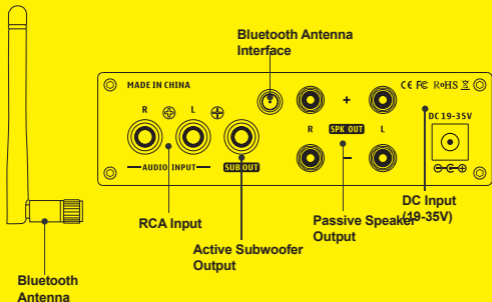 Bluetooth Antenna
Interface
MADE IN CHINA
CE FC RoHS
R L
+
DC 19-35V
R SPK OUT L
-
AUDIO INPUT
SUB OUT
RCA Input
Passive Speaker
Output
DC Input
(19-35V)
Active Subwoofer
Output
Bluetooth
Antenna